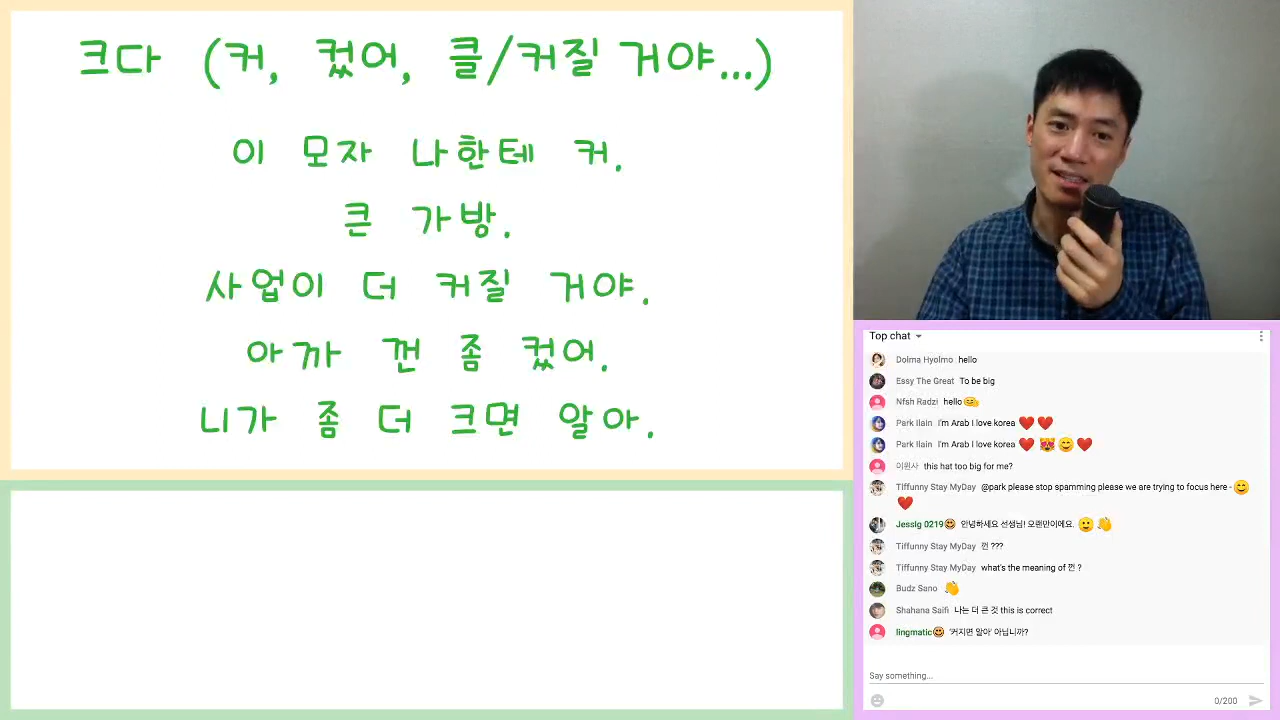 크다 (커, 컸어, 클/커질 거야...)
이 모자 나한테 커.
큰 가방.
사업이 더 커질 거야.
아까 껀 좀 컸어.
니가 좀 더 크면 알아.
Top chat
Dolma Hyolmo hello
Essy The Great To be big
Nfsh Radzi hello🤗
Park Ilain I'm Arab I love korea ❤️ ❤️
Park Ilain I'm Arab I love korea ❤️ 😻 😊 ❤️
이원사 this hat too big for me?
Tiffunny Stay MyDay @park please stop spamming please we are trying to focus here - 😊
❤️
Jessig 0219😃 안녕하세요 선생님! 오랜만이에요. 🙂 👋
Tiffunny Stay MyDay 껀 ???
Tiffunny Stay MyDay what's the meaning of 껀 ?
Budz Sano 👋
Shahana Saifi 나는 더 큰 것 this is correct
lingmatic😃 '커지면 알아' 아닙니까?
Say something...
0/200